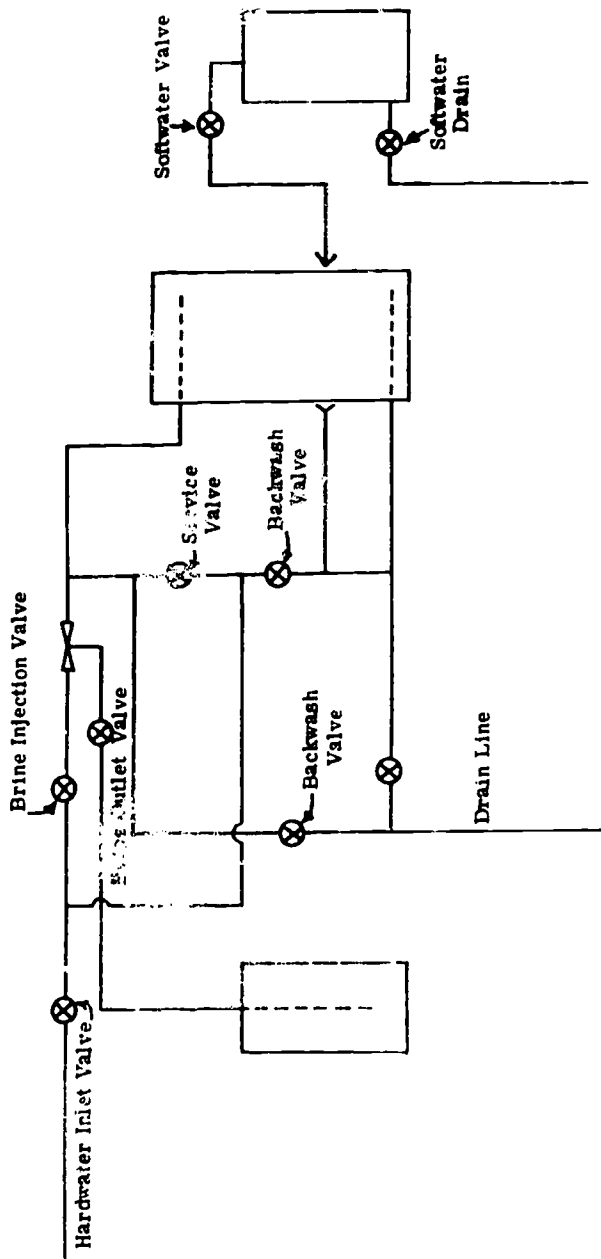 Hardwater Inlet Valve
Brine Injection Valve
Outlet Valve
Service
Valve
Backwash
Valve
Backwash
Valve
Drain Line
Softwater Valve
Softwater
Drain